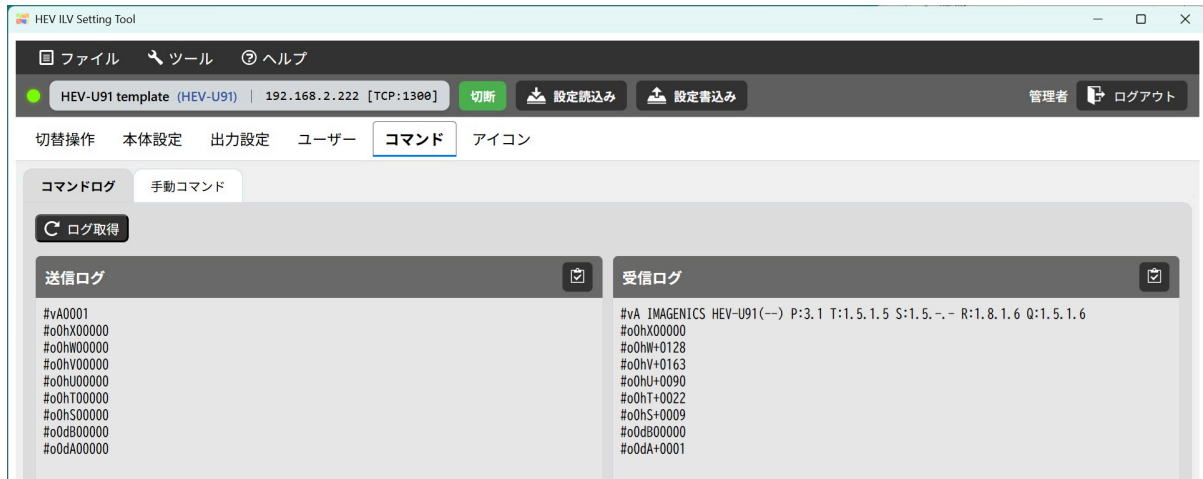 HEV ILV Setting Tool
ファイル ツール ヘルプ
HEV-U91 template (HEV-U91) | 192.168.2.222 [TCP:1300] 切断 設定読込み 設定書込み 管理者 ログアウト
切替操作 本体設定 出力設定 ユーザー コマンド アイコン
コマンドログ 手動コマンド
ログ取得
送信ログ
#vA0001
#o0hX00000
#o0hW00000
#o0hV00000
#o0hU00000
#o0hT00000
#o0hS00000
#o0dB00000
#o0dA00000
受信ログ
#vA IMAGENICS HEV-U91(--) P:3.1 T:1.5.1.5 S:1.5.-.- R:1.8.1.6 Q:1.5.1.6
#o0hX00000
#o0hW+0128
#o0hV+0163
#o0hU+0090
#o0hT+0022
#o0hS+0009
#o0dB00000
#o0dA+0001